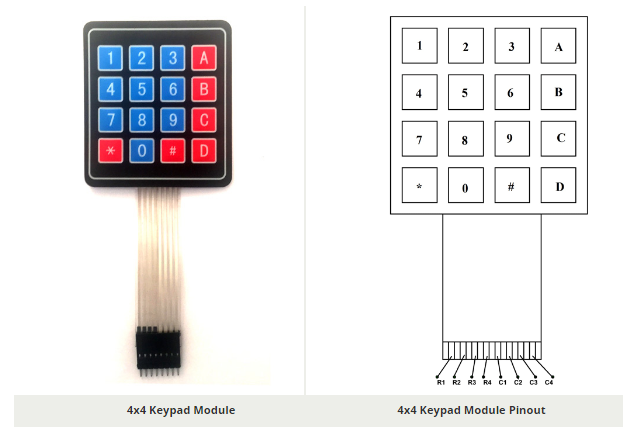 1 2 3 A
4 5 6 B
7 8 9 C
* 0 # D
1 2 3 A
4 5 6 B
7 8 9 C
* 0 # D
R1 R2 R3 R4 C1 C2 C3 C4
4x4 Keypad Module
4x4 Keypad Module Pinout